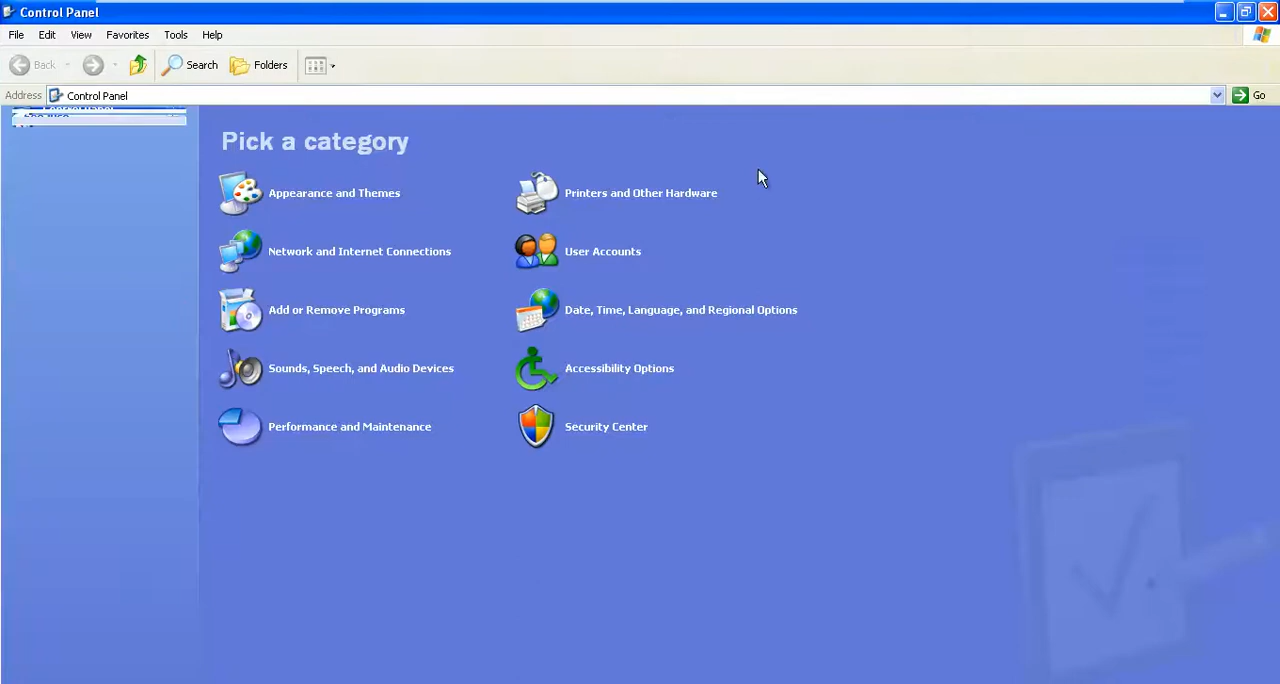 Control Panel
File Edit View Favorites Tools Help
Back Search Folders
Address Control Panel Go
Pick a category
Appearance and Themes
Printers and Other Hardware
Network and Internet Connections
User Accounts
Add or Remove Programs
Date, Time, Language, and Regional Options
Sounds, Speech, and Audio Devices
Accessibility Options
Performance and Maintenance
Security Center